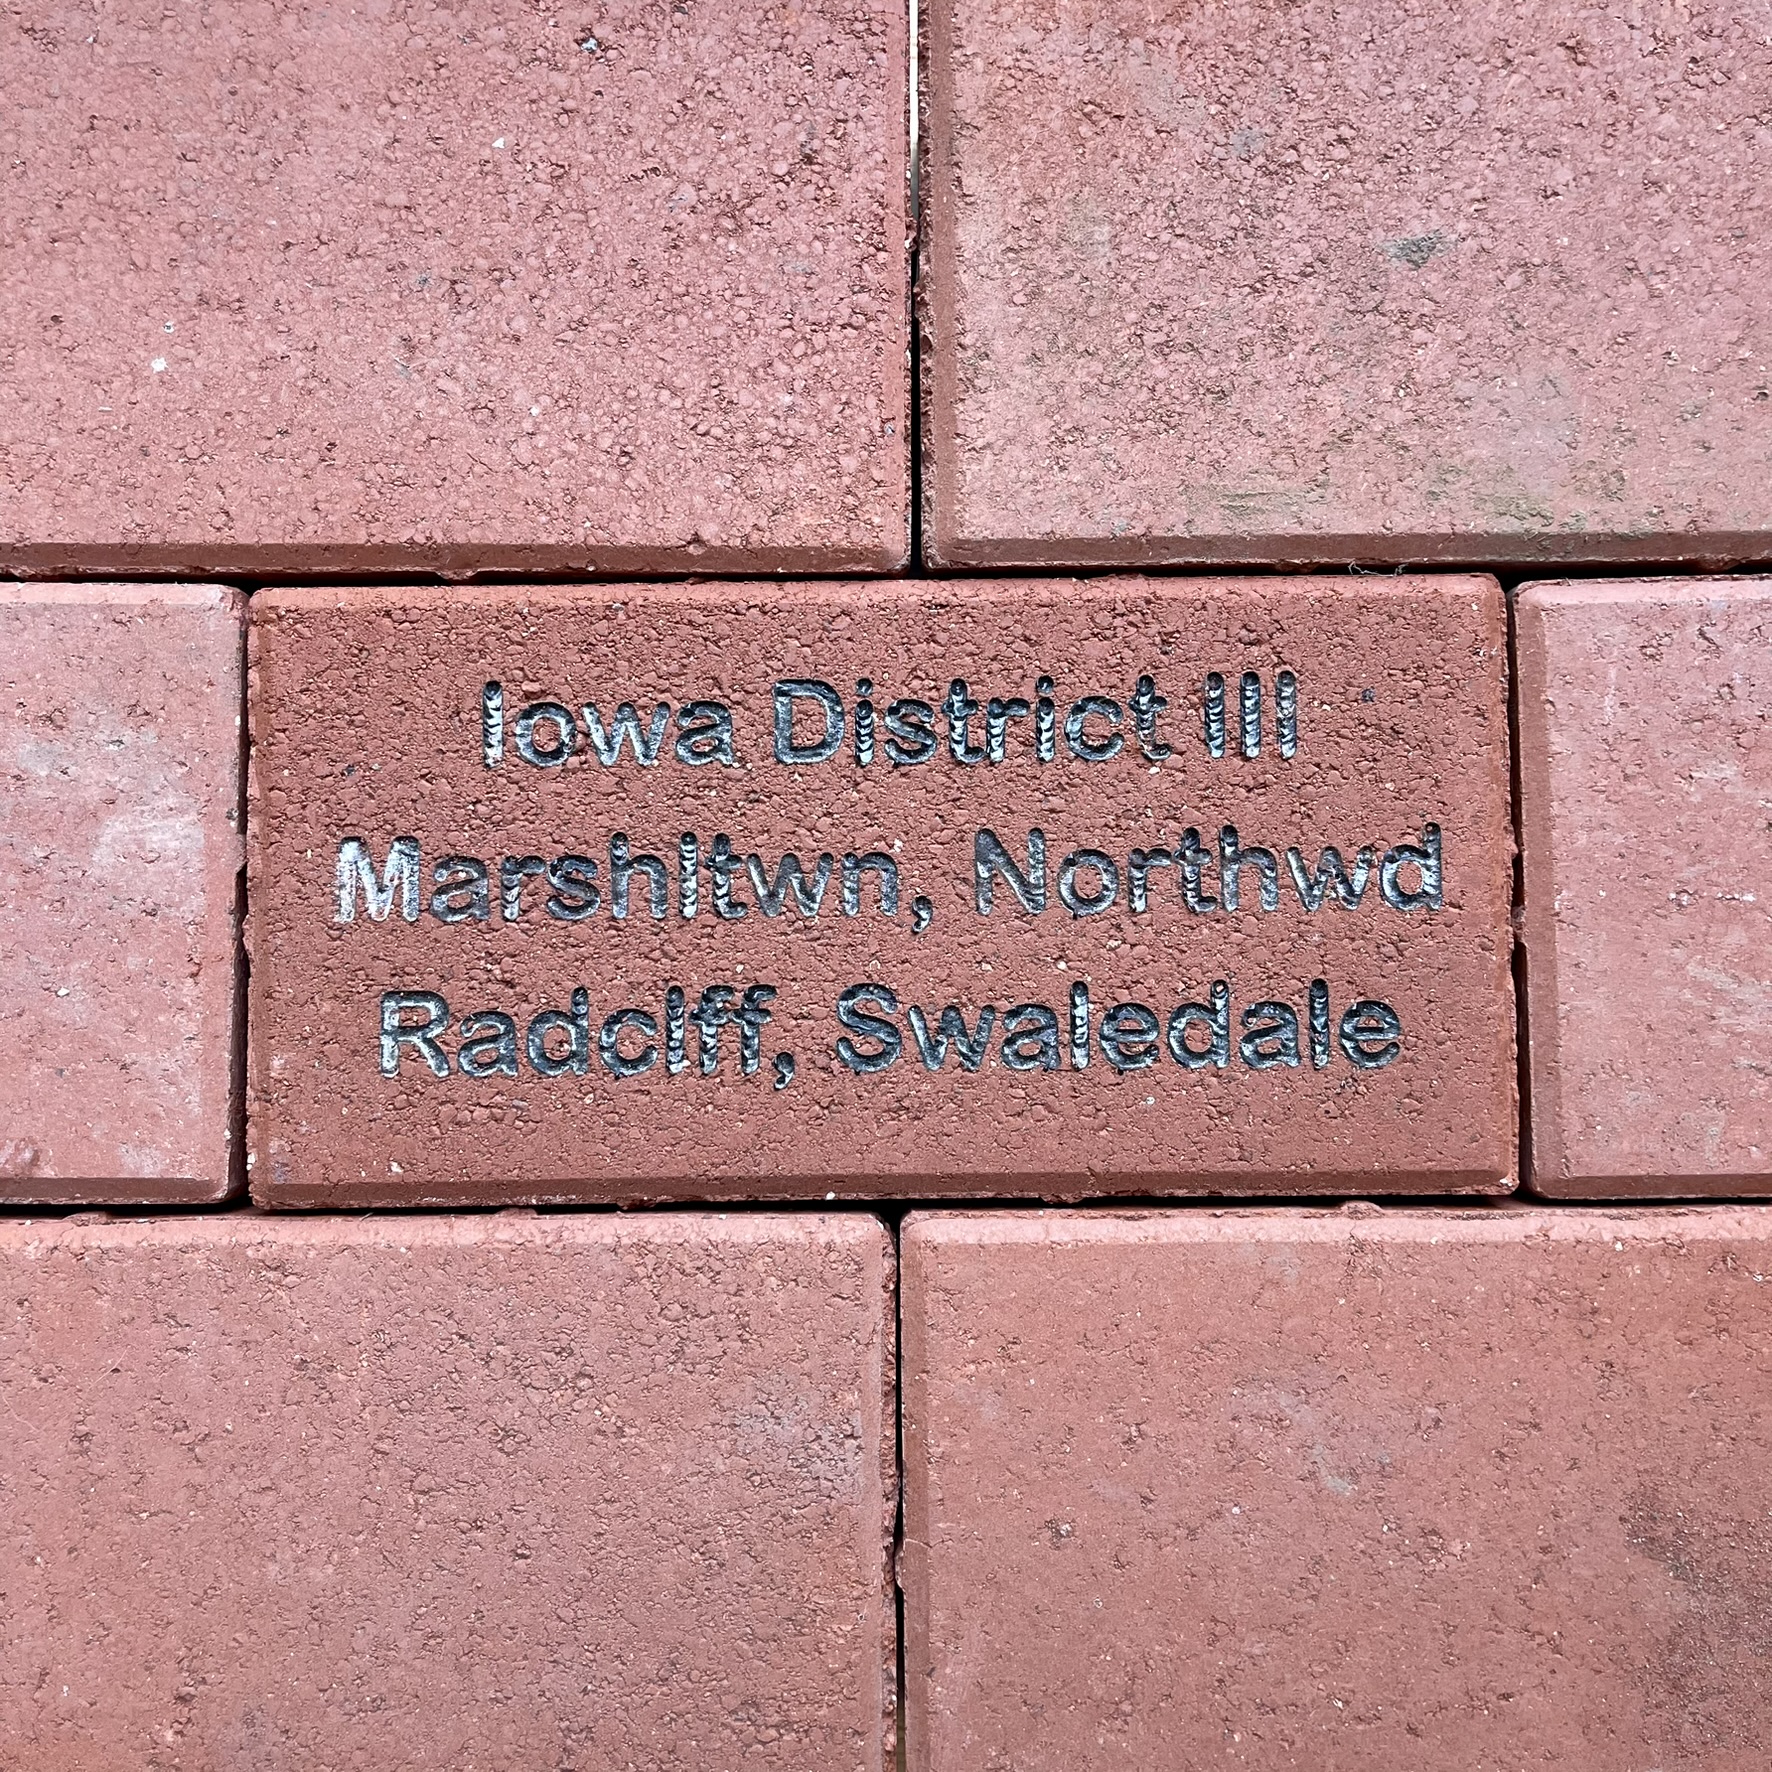 Iowa District III
Marshltwn, Northwd
Radclff, Swaledale